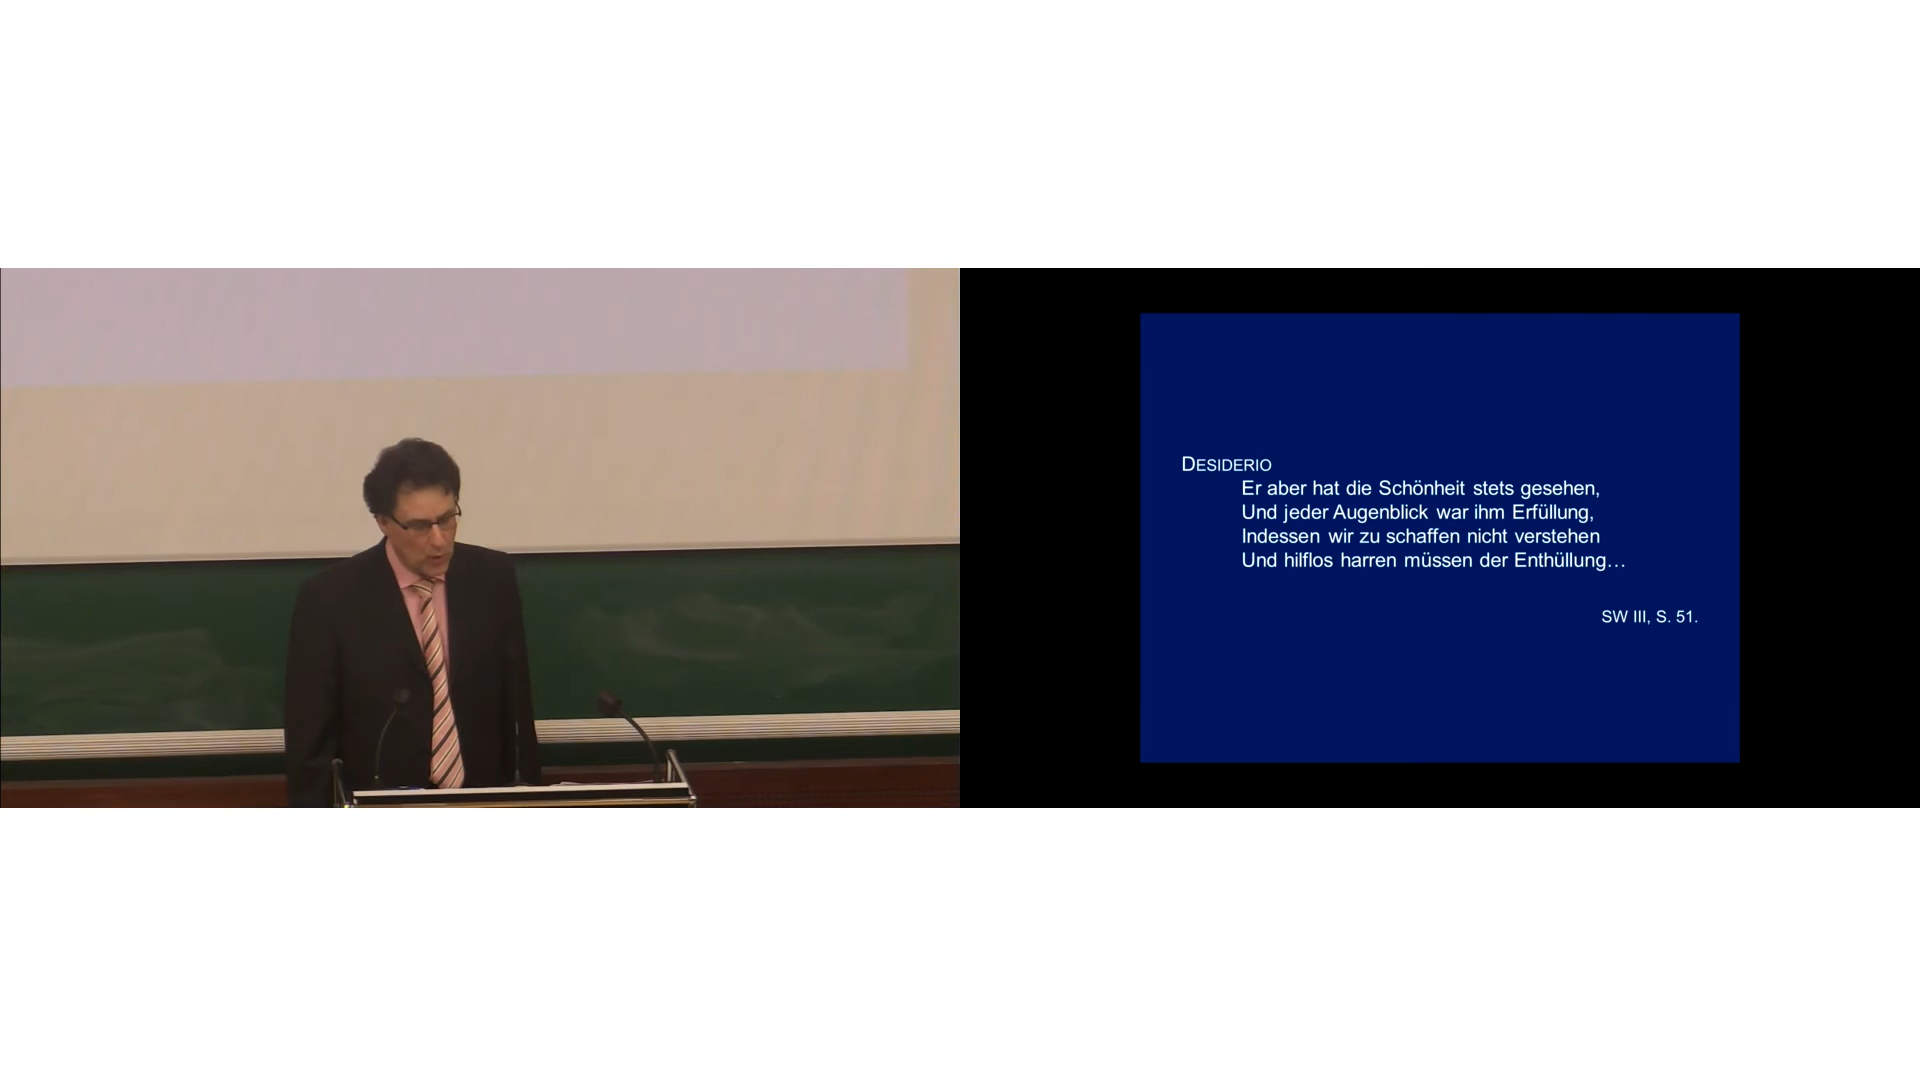 DESIDERIO
Er aber hat die Schönheit stets gesehen,
Und jeder Augenblick war ihm Erfüllung,
Indessen wir zu schaffen nicht verstehen
Und hilflos harren müssen der Enthüllung…
SW III, S. 51.